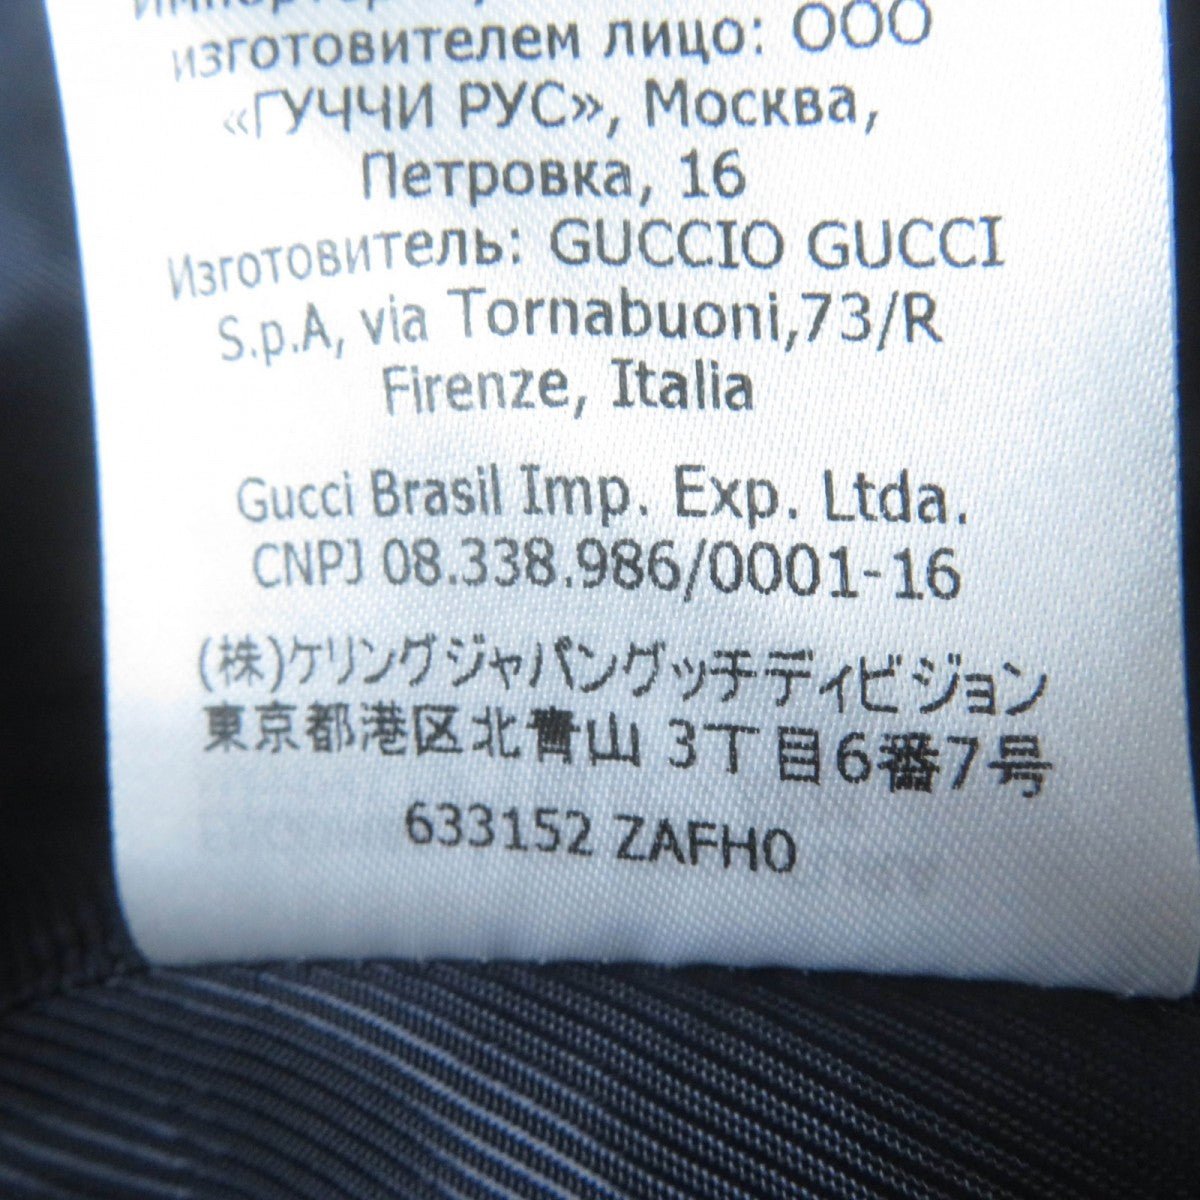 изготовителем лицо: ООО
«ГУЧЧИ РУС», Москва,
Петровка, 16
Изготовитель: GUCCIO GUCCI
S.p.A, via Tornabuoni,73/R
Firenze, Italia
Gucci Brasil Imp. Exp. Ltda.
CNPJ 08.338.986/0001-16
(株)ケリングジャパングッチディビジョン
東京都港区北青山 3丁目6番7号
633152 ZAFH0